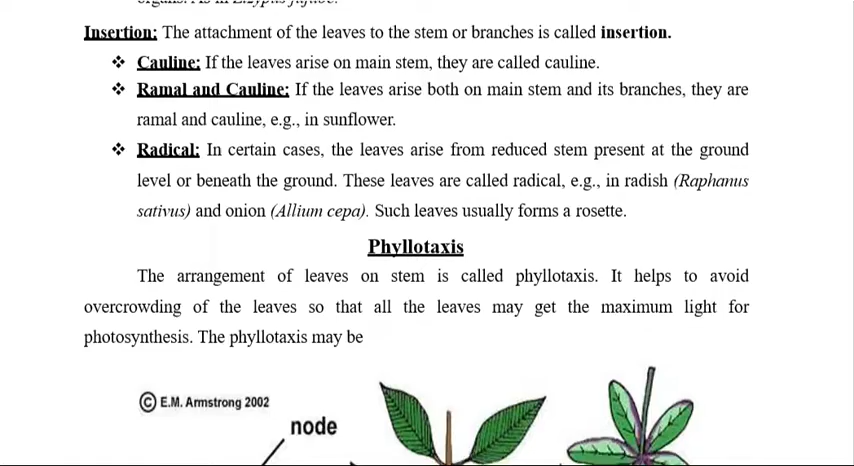 Insertion: The attachment of the leaves to the stem or branches is called insertion.
❖ Cauline: If the leaves arise on main stem, they are called cauline.
❖ Ramal and Cauline: If the leaves arise both on main stem and its branches, they are
ramal and cauline, e.g., in sunflower.
❖ Radical: In certain cases, the leaves arise from reduced stem present at the ground
level or beneath the ground. These leaves are called radical, e.g., in radish (Raphanus
sativus) and onion (Allium cepa). Such leaves usually forms a rosette.
Phyllotaxis
The arrangement of leaves on stem is called phyllotaxis. It helps to avoid
overcrowding of the leaves so that all the leaves may get the maximum light for
photosynthesis. The phyllotaxis may be
© E.M. Armstrong 2002
node